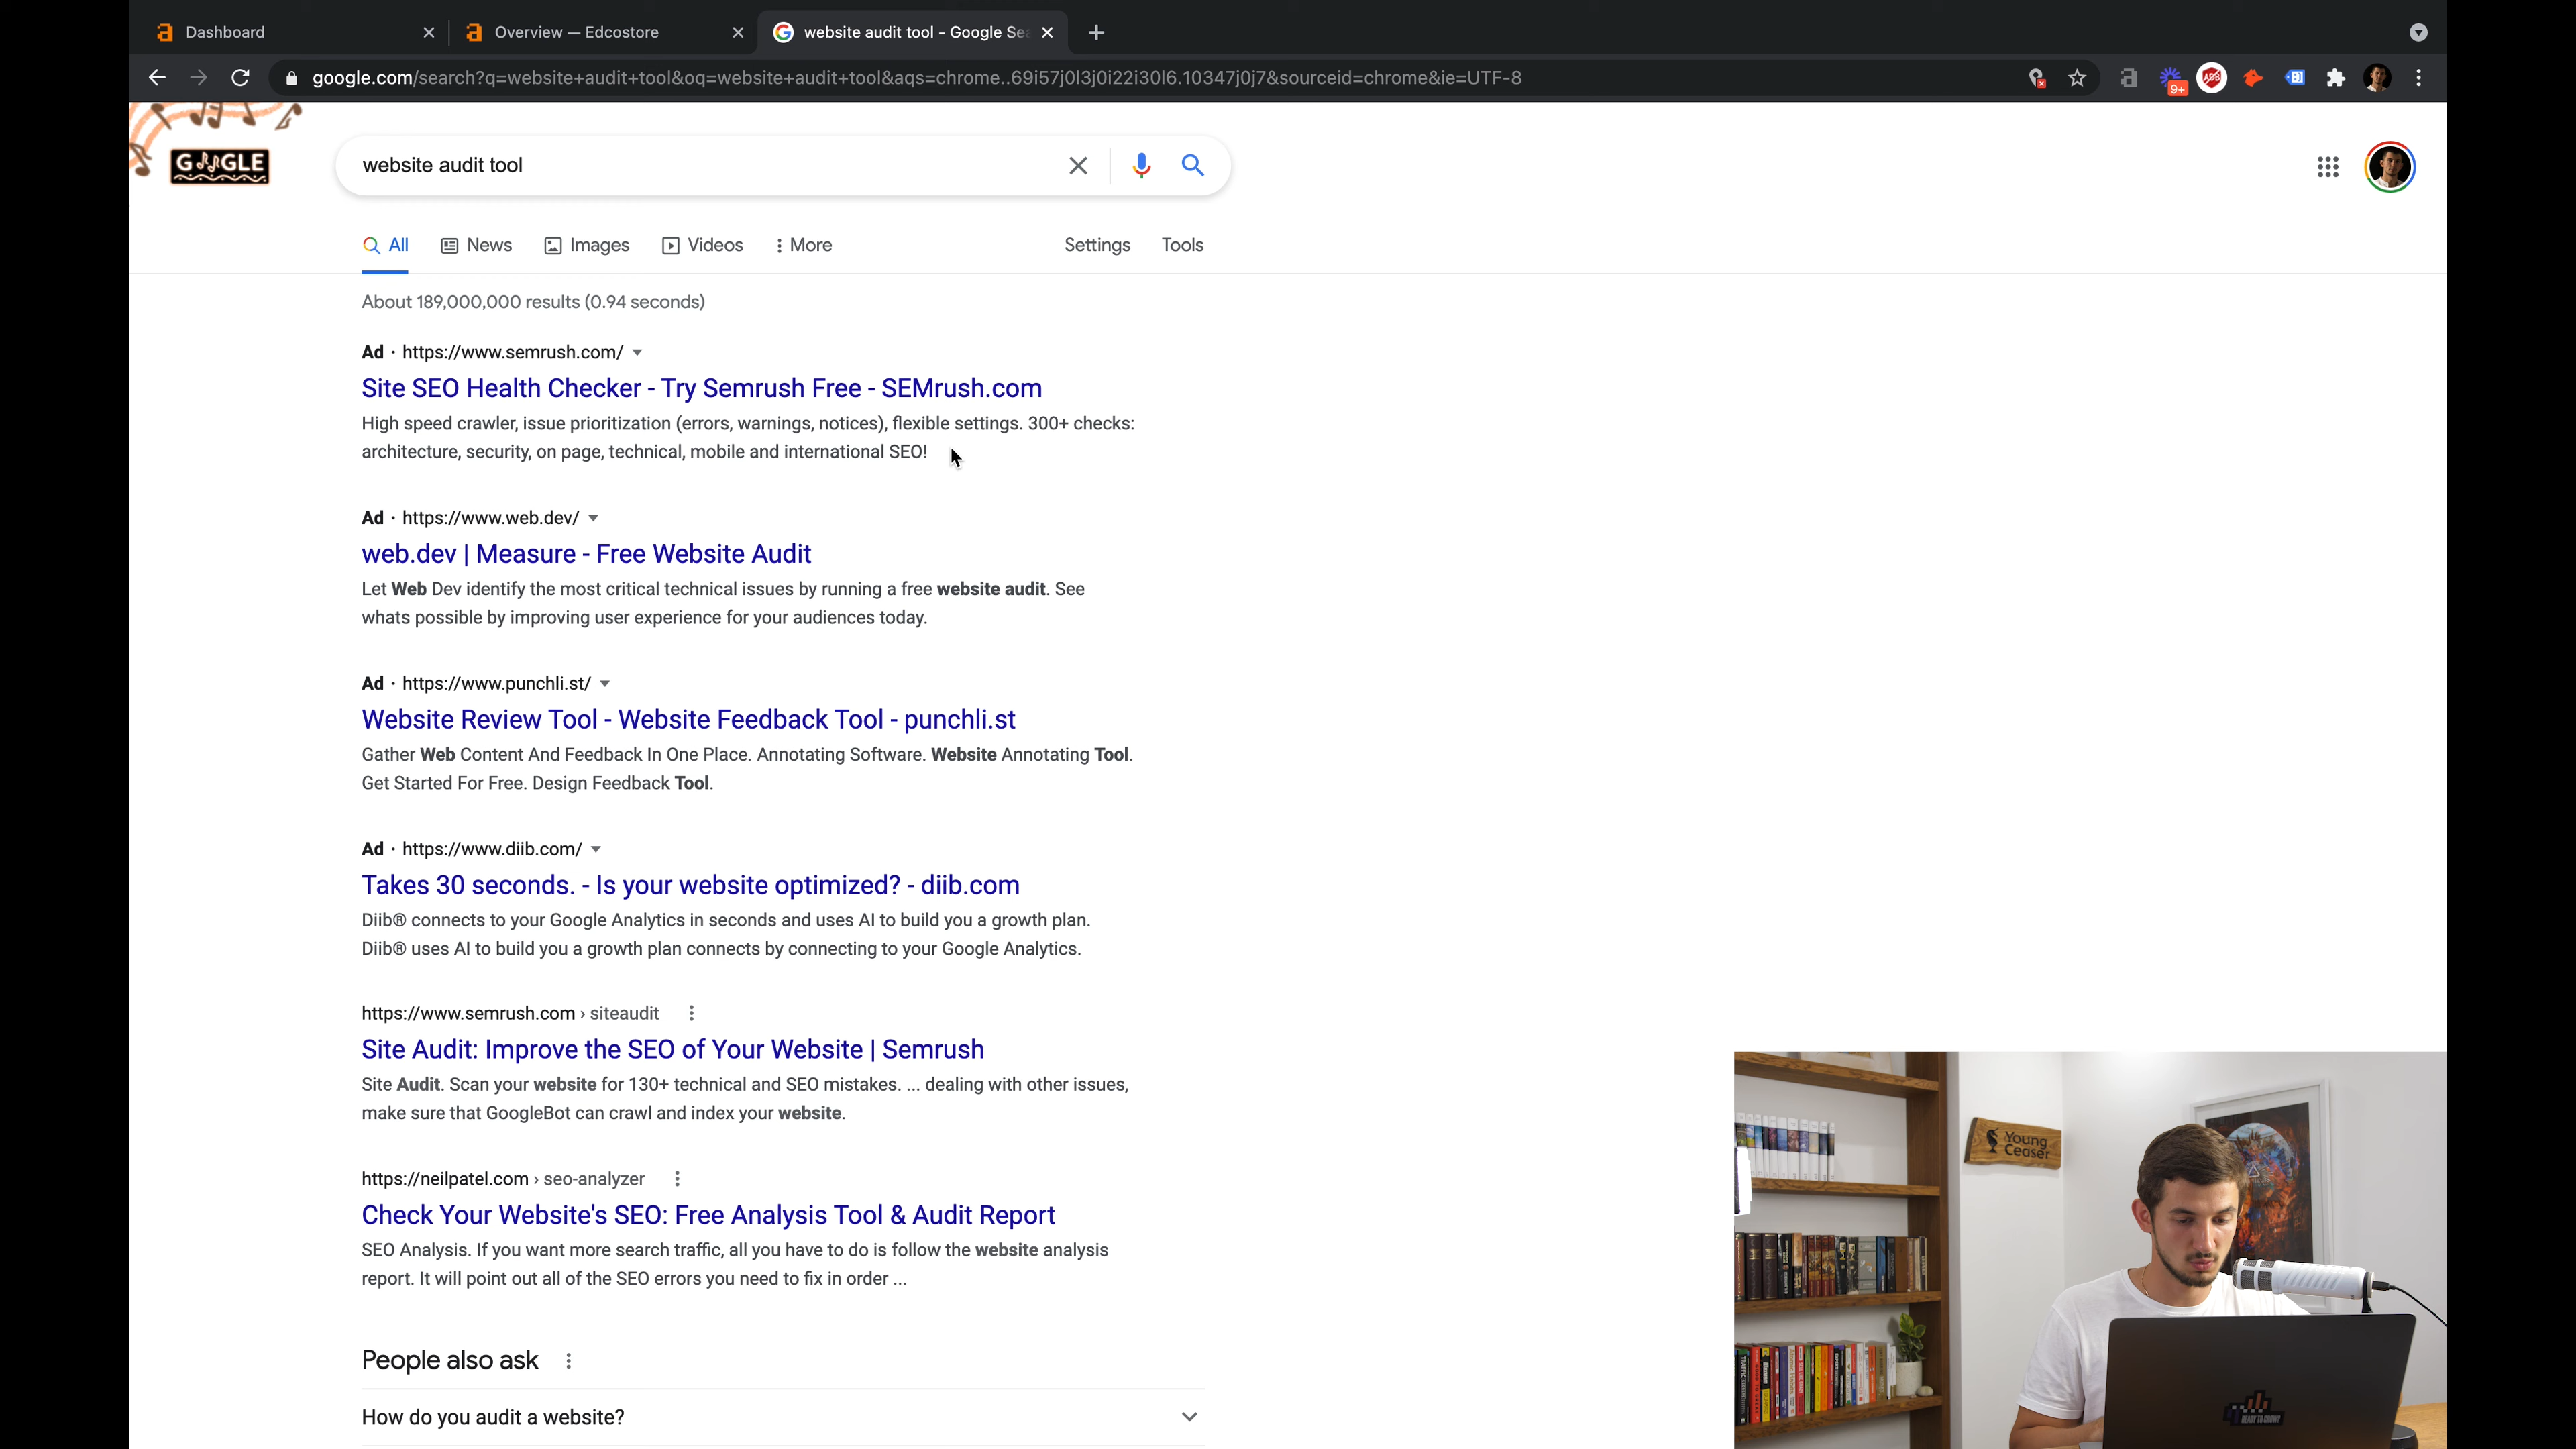 Dashboard
Overview — Edcostore
website audit tool - Google Sea
google.com/search?q=website+audit+tool&oq=website+audit+tool&aqs=chrome..69i57j0l3j0i22i30l6.10347j0j7&sourceid=chrome&ie=UTF-8
9+
ABB
GOOGLE
website audit tool
All
News
Images
Videos
More
Settings
Tools
About 189,000,000 results (0.94 seconds)
Ad · https://www.semrush.com/
Site SEO Health Checker - Try Semrush Free - SEMrush.com
High speed crawler, issue prioritization (errors, warnings, notices), flexible settings. 300+ checks:
architecture, security, on page, technical, mobile and international SEO!
Ad · https://www.web.dev/
web.dev | Measure - Free Website Audit
Let Web Dev identify the most critical technical issues by running a free website audit. See
whats possible by improving user experience for your audiences today.
Ad · https://www.punchli.st/
Website Review Tool - Website Feedback Tool - punchli.st
Gather Web Content And Feedback In One Place. Annotating Software. Website Annotating Tool.
Get Started For Free. Design Feedback Tool.
Ad · https://www.diib.com/
Takes 30 seconds. - Is your website optimized? - diib.com
Diib® connects to your Google Analytics in seconds and uses AI to build you a growth plan.
Diib® uses AI to build you a growth plan connects by connecting to your Google Analytics.
https://www.semrush.com › siteaudit
Site Audit: Improve the SEO of Your Website | Semrush
Site Audit. Scan your website for 130+ technical and SEO mistakes. ... dealing with other issues,
make sure that GoogleBot can crawl and index your website.
https://neilpatel.com › seo-analyzer
Check Your Website's SEO: Free Analysis Tool & Audit Report
SEO Analysis. If you want more search traffic, all you have to do is follow the website analysis
report. It will point out all of the SEO errors you need to fix in order ...
People also ask
How do you audit a website?
Young
Ceaser
READY TO GROW?